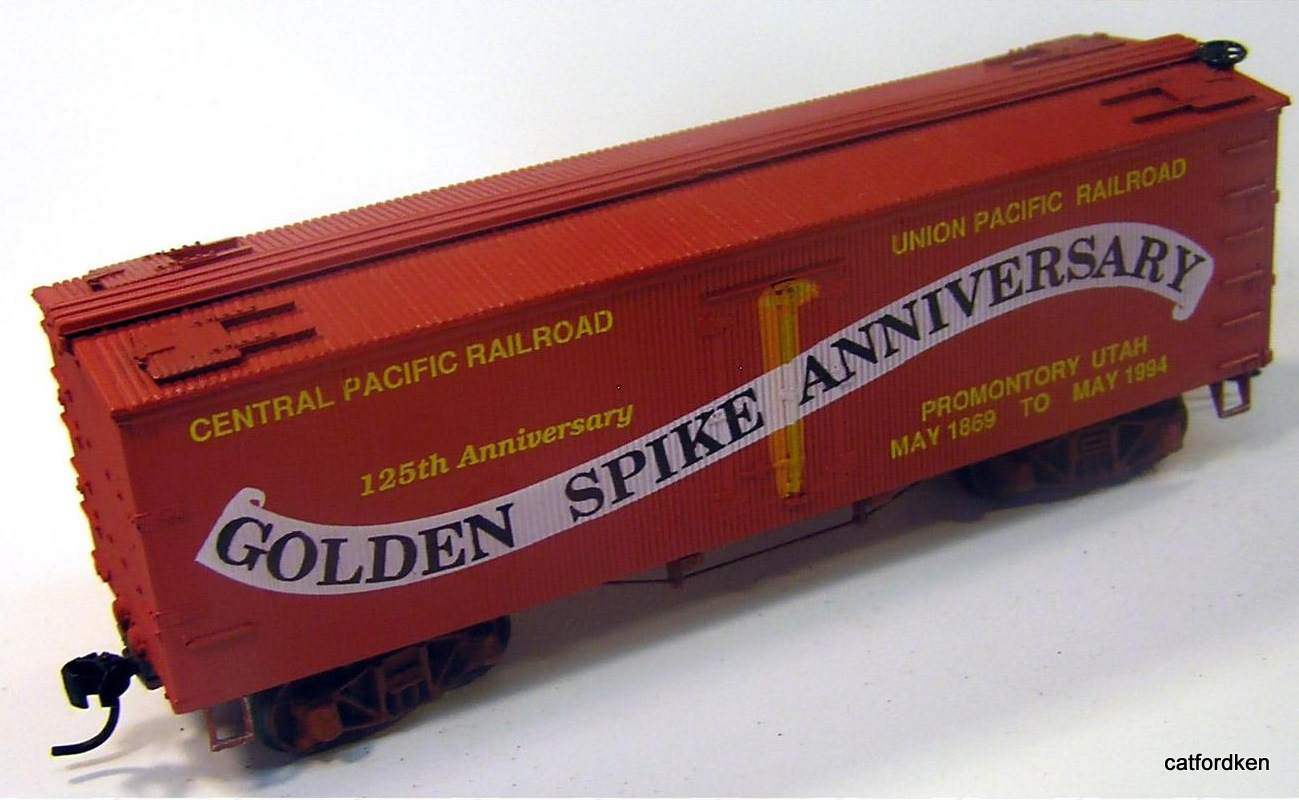 CENTRAL PACIFIC RAILROAD
125th Anniversary
GOLDEN SPIKE ANNIVERSARY
UNION PACIFIC RAILROAD
PROMONTORY UTAH
MAY 1869 TO MAY 1994
catfordken